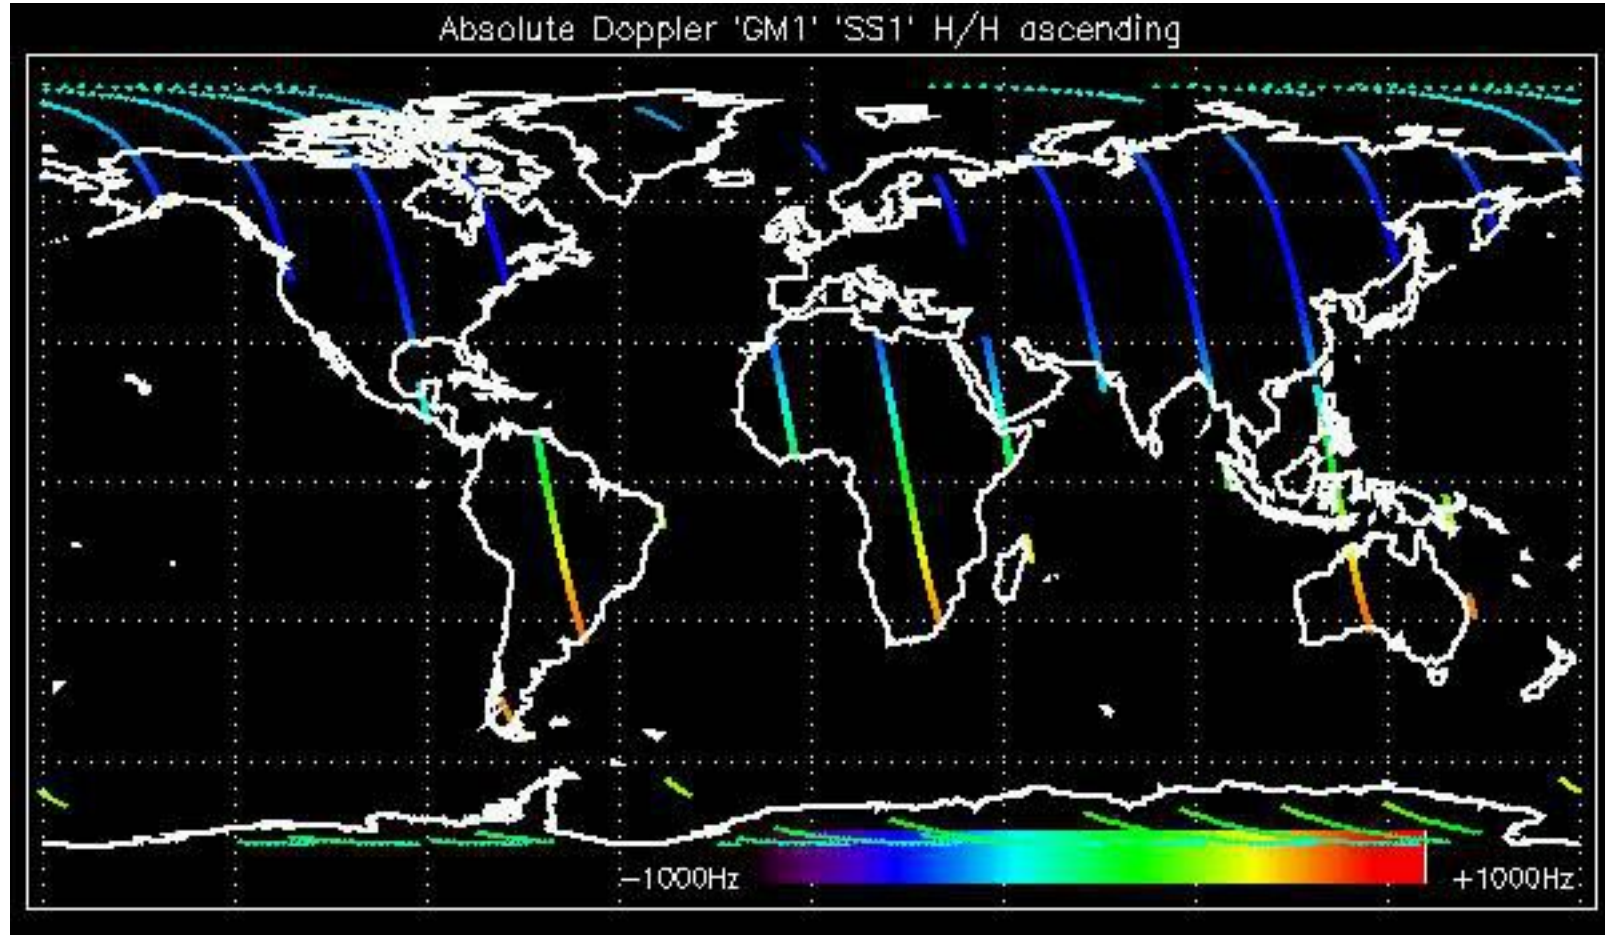 Absolute Doppler 'GM1' 'SS1' H/H ascending
-1000Hz +1000Hz